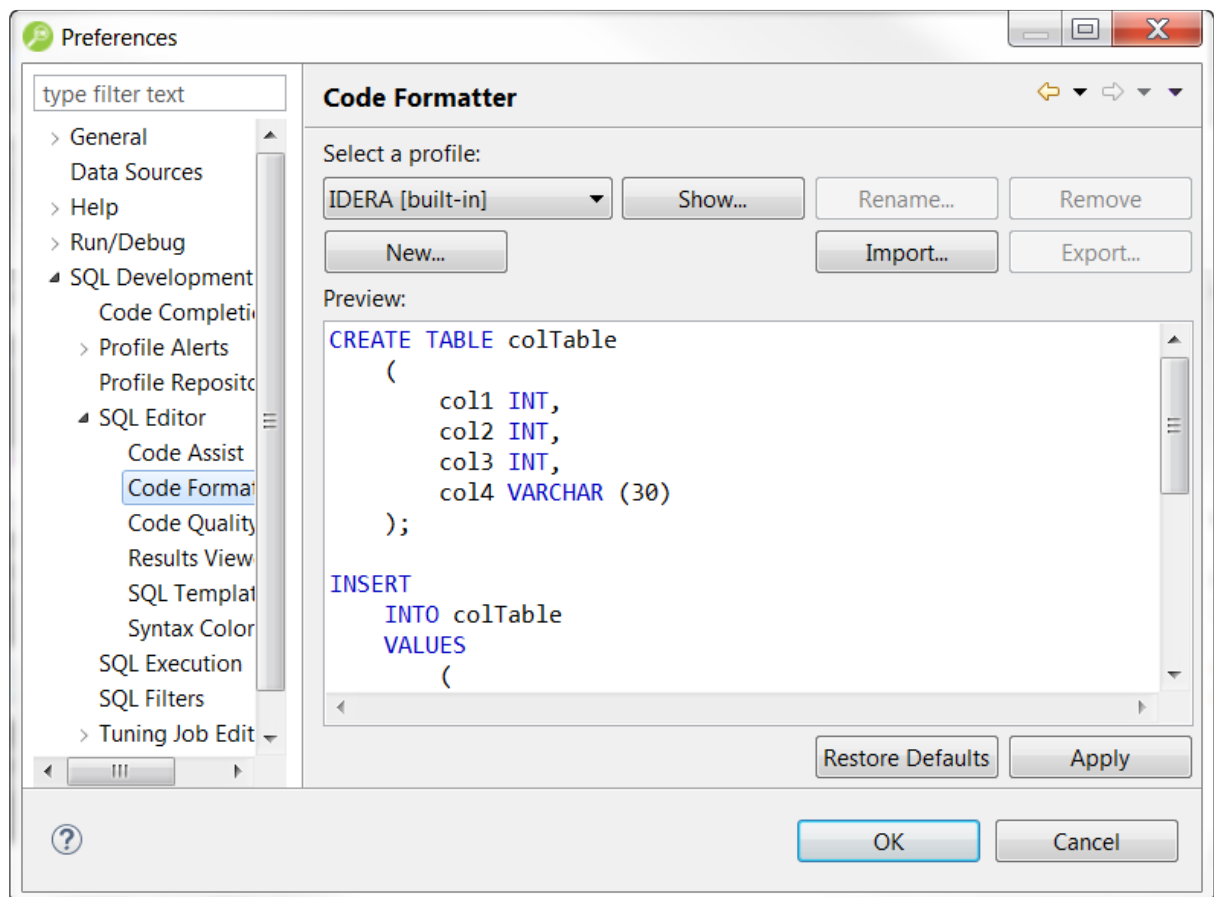 Preferences
type filter text
General
Data Sources
Help
Run/Debug
SQL Development
Code Completi
Profile Alerts
Profile Reposito
SQL Editor
Code Assist
Code Format
Code Quality
Results View
SQL Templat
Syntax Color
SQL Execution
SQL Filters
Tuning Job Edit
Code Formatter
Select a profile:
IDERA [built-in] Show... Rename... Remove
New... Import... Export...
Preview:
CREATE TABLE colTable
(
col1 INT,
col2 INT,
col3 INT,
col4 VARCHAR (30)
);
INSERT
INTO colTable
VALUES
(
Restore Defaults Apply
OK Cancel